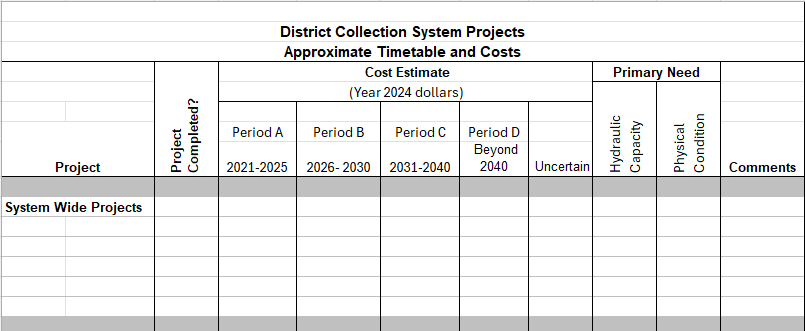 District Collection System Projects
Approximate Timetable and Costs
Cost Estimate
Primary Need
(Year 2024 dollars)
Project
Project Completed?
Period A
2021-2025
Period B
2026- 2030
Period C
2031-2040
Period D
Beyond
2040
Uncertain
Hydraulic
Capacity
Physical
Condition
Comments
System Wide Projects